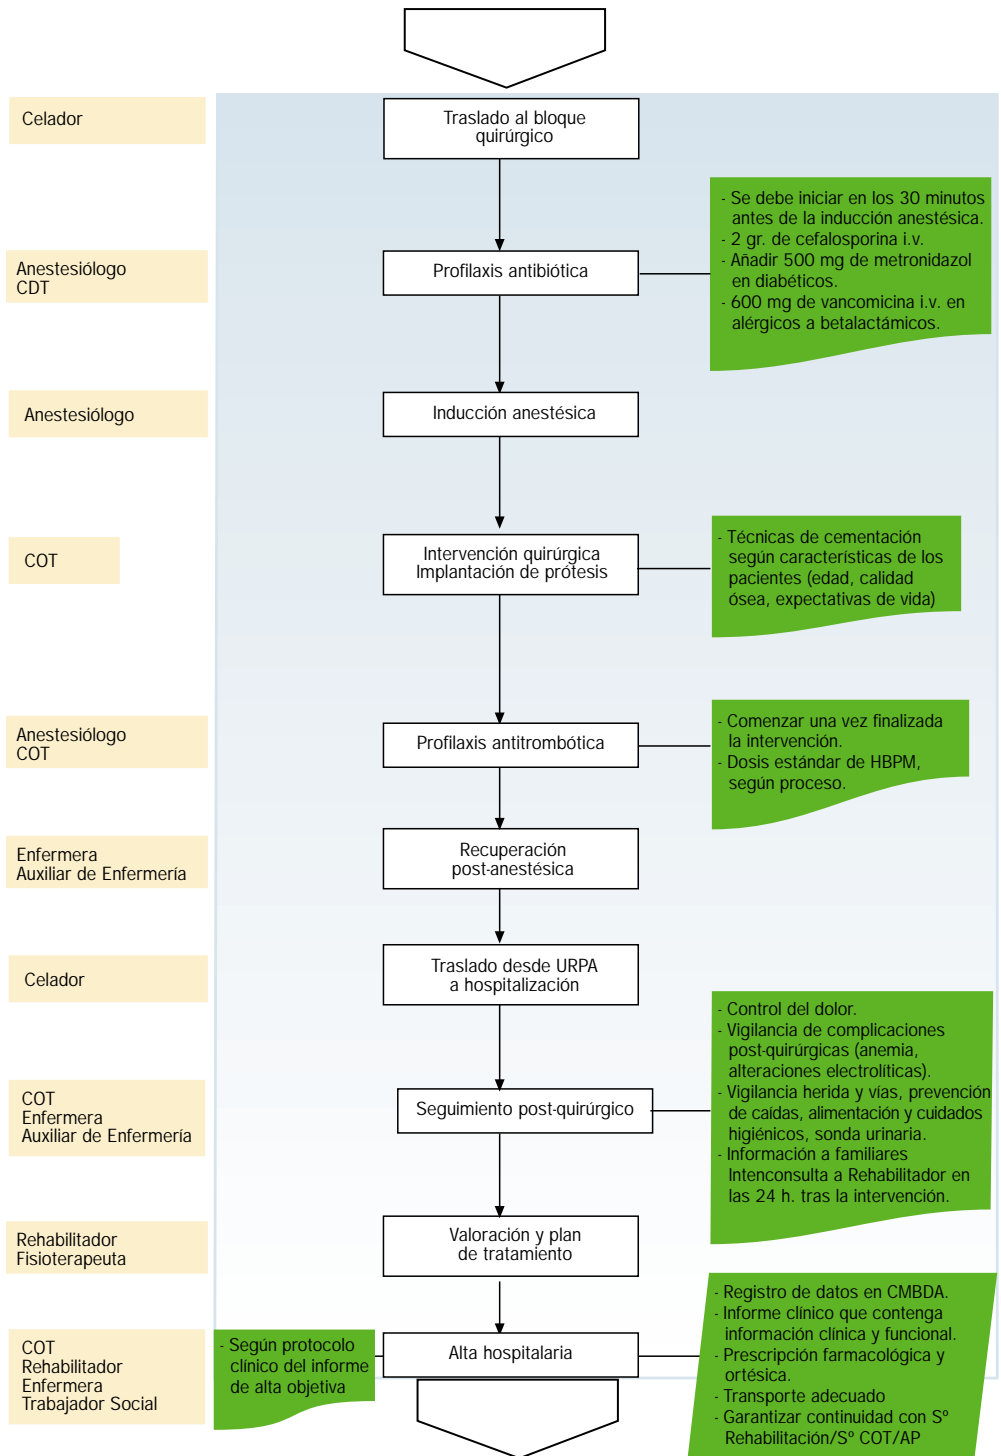 Celador
Traslado al bloque
quirúrgico
Anestesiólogo
CDT
Profilaxis antibiótica
- Se debe iniciar en los 30 minutos
antes de la inducción anestésica.
- 2 gr. de cefalosporina i.v.
- Añadir 500 mg de metronidazol
en diabéticos.
- 600 mg de vancomicina i.v. en
alérgicos a betalactámicos.
Anestesiólogo
Inducción anestésica
COT
Intervención quirúrgica
Implantación de prótesis
- Técnicas de cementación
según características de los
pacientes (edad, calidad
ósea, expectativas de vida)
Anestesiólogo
COT
Profilaxis antitrombótica
- Comenzar una vez finalizada
la intervención.
- Dosis estándar de HBPM,
según proceso.
Enfermera
Auxiliar de Enfermería
Recuperación
post-anestésica
Celador
Traslado desde URPA
a hospitalización
COT
Enfermera
Auxiliar de Enfermería
Seguimiento post-quirúrgico
- Control del dolor.
- Vigilancia de complicaciones
post-quirúrgicas (anemia,
alteraciones electrolíticas).
- Vigilancia herida y vías, prevención
de caídas, alimentación y cuidados
higiénicos, sonda urinaria.
- Información a familiares
Intenconsulta a Rehabilitador en
las 24 h. tras la intervención.
Rehabilitador
Fisioterapeuta
Valoración y plan
de tratamiento
COT
Rehabilitador
Enfermera
Trabajador Social
- Según protocolo
clínico del informe
de alta objetiva
Alta hospitalaria
- Registro de datos en CMBDA.
- Informe clínico que contenga
información clínica y funcional.
- Prescripción farmacológica y
ortésica.
- Transporte adecuado
- Garantizar continuidad con Sº
Rehabilitación/Sº COT/AP